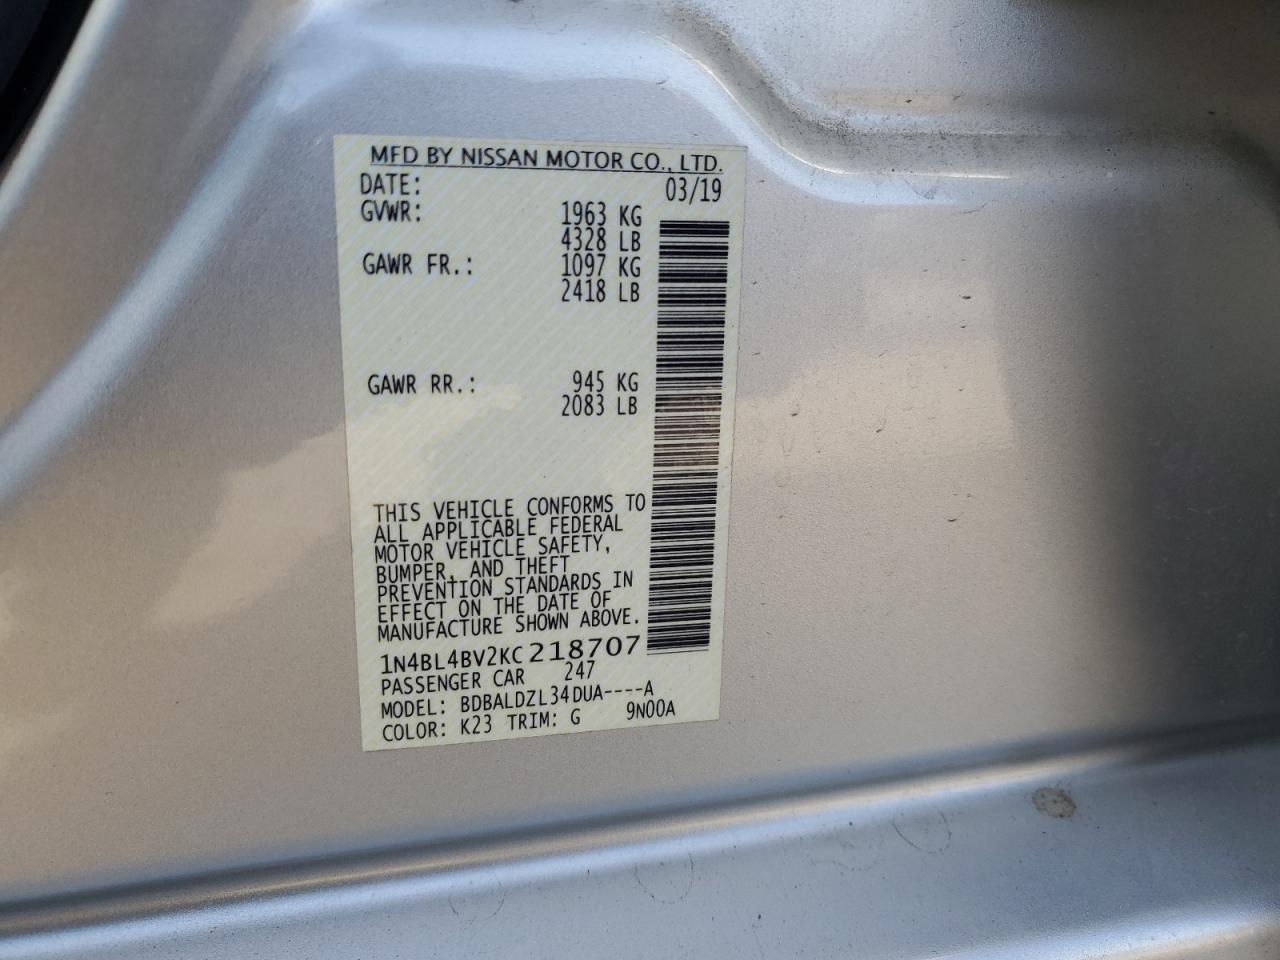 MFD BY NISSAN MOTOR CO., LTD.
DATE: 03/19
GVWR: 1963 KG
4328 LB
GAWR FR.: 1097 KG
2418 LB
GAWR RR.: 945 KG
2083 LB
THIS VEHICLE CONFORMS TO
ALL APPLICABLE FEDERAL
MOTOR VEHICLE SAFETY,
BUMPER, AND THEFT
PREVENTION STANDARDS IN
EFFECT ON THE DATE OF
MANUFACTURE SHOWN ABOVE.
1N4BL4BV2KC218707
PASSENGER CAR 247
MODEL: BDBALDZL34DUA----A
COLOR: K23 TRIM: G 9N00A